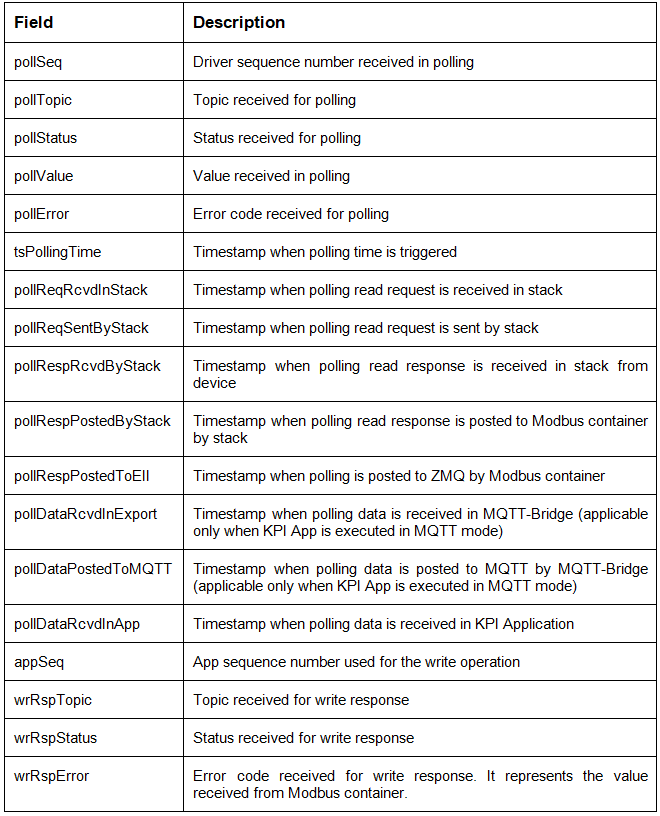 Field Description
pollSeq Driver sequence number received in polling
pollTopic Topic received for polling
pollStatus Status received for polling
pollValue Value received in polling
pollError Error code received for polling
tsPollingTime Timestamp when polling time is triggered
pollReqRcvdInStack Timestamp when polling read request is received in stack
pollReqSentByStack Timestamp when polling read request is sent by stack
pollRespRcvdByStack Timestamp when polling read response is received in stack from
device
pollRespPostedByStack Timestamp when polling read response is posted to Modbus container
by stack
pollRespPostedToEII Timestamp when polling is posted to ZMQ by Modbus container
pollDataRcvdInExport Timestamp when polling data is received in MQTT-Bridge (applicable
only when KPI App is executed in MQTT mode)
pollDataPostedToMQTT Timestamp when polling data is posted to MQTT by MQTT-Bridge
(applicable only when KPI App is executed in MQTT mode)
pollDataRcvdInApp Timestamp when polling data is received in KPI Application
appSeq App sequence number used for the write operation
wrRspTopic Topic received for write response
wrRspStatus Status received for write response
wrRspError Error code received for write response. It represents the value
received from Modbus container.